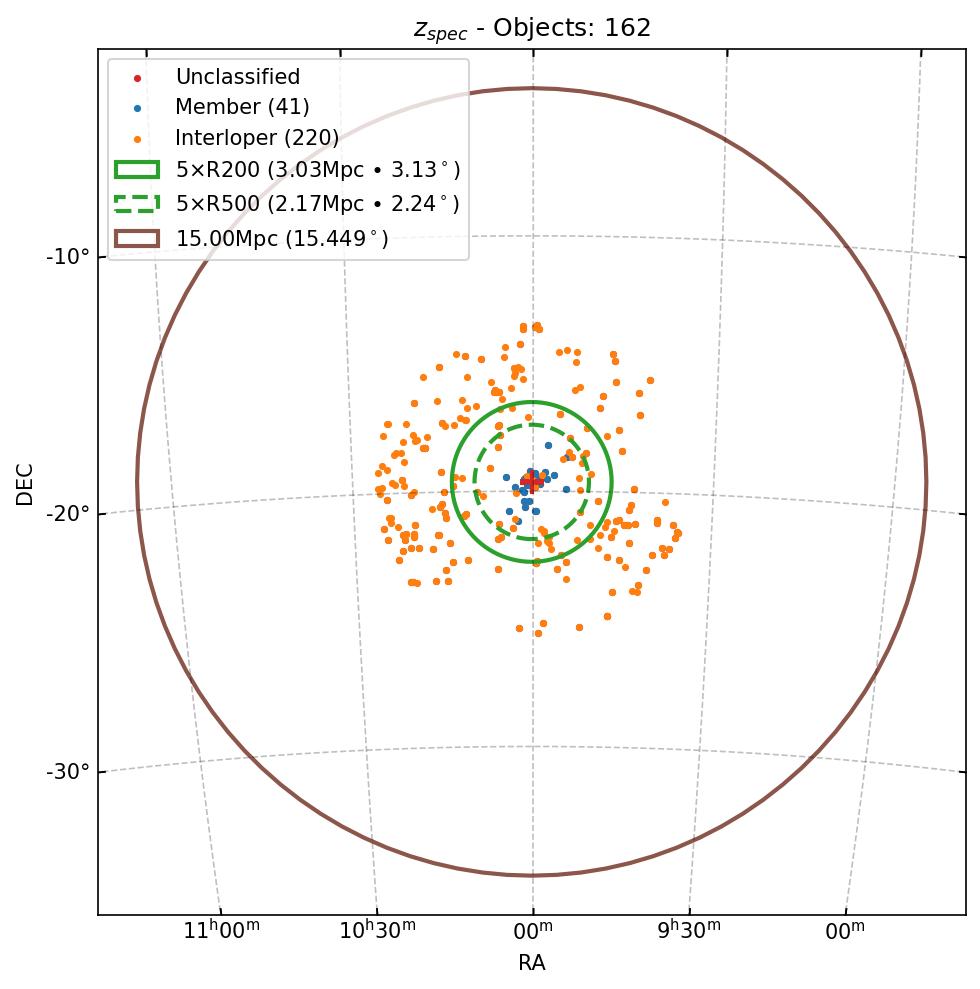 z_spec - Objects: 162
Unclassified
Member (41)
Interloper (220)
5×R200 (3.03Mpc • 3.13°)
5×R500 (2.17Mpc • 2.24°)
15.00Mpc (15.449°)
-10°
-20°
-30°
DEC
11h00m 10h30m 00m 9h30m 00m
RA